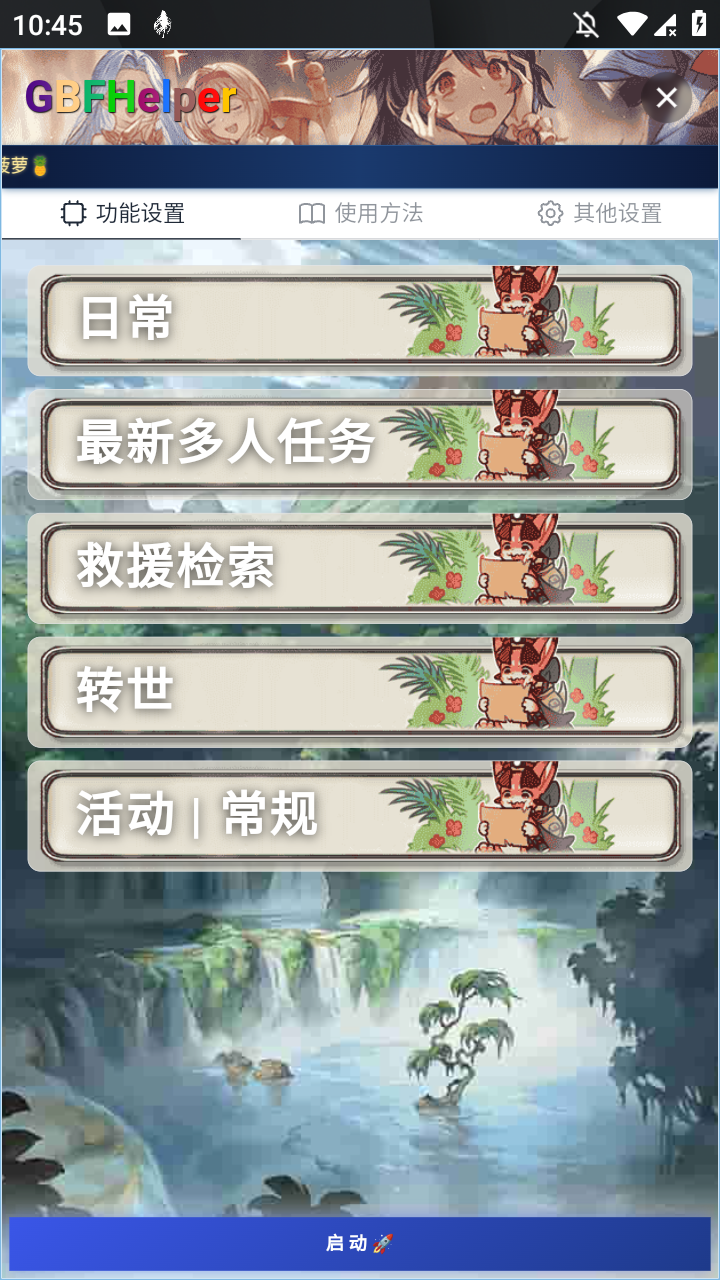 10:45
GBFHelper
菠萝🍍
功能设置
使用方法
其他设置
日常
最新多人任务
救援检索
转世
活动 | 常规
启动🚀